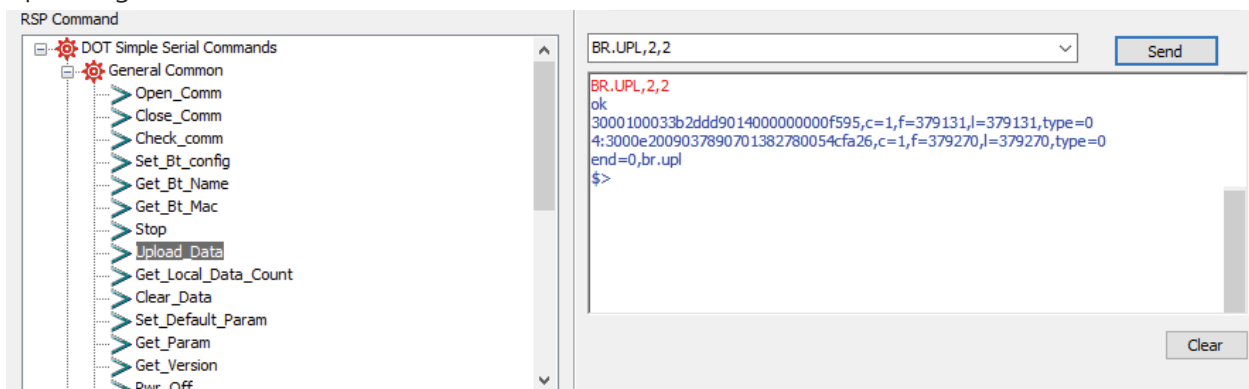 RSP Command
DOT Simple Serial Commands
General Common
Open_Comm
Close_Comm
Check_comm
Set_Bt_config
Get_Bt_Name
Get_Bt_Mac
Stop
Upload_Data
Get_Local_Data_Count
Clear_Data
Set_Default_Param
Get_Param
Get_Version
Pwr_Off
BR.UPL,2,2
Send
BR.UPL,2,2
ok
3000100033b2ddd9014000000000f595,c=1,f=379131,l=379131,type=0
4:3000e2009037890701382780054cfa26,c=1,f=379270,l=379270,type=0
end=0,br.upl
$>
Clear